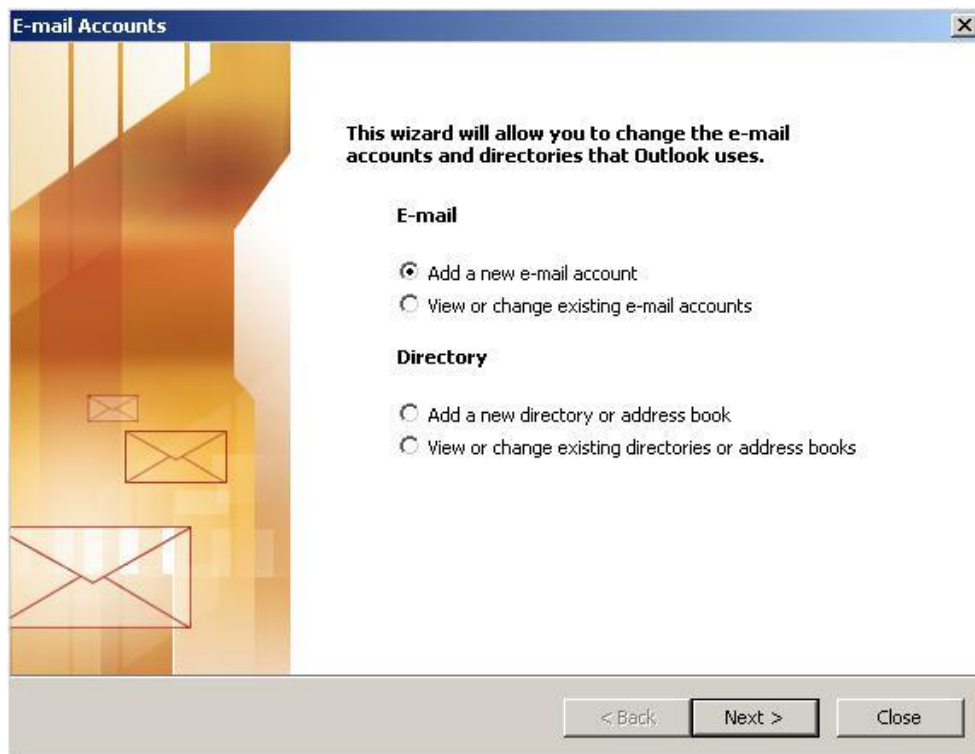 E-mail Accounts
This wizard will allow you to change the e-mail
accounts and directories that Outlook uses.
E-mail
Add a new e-mail account
View or change existing e-mail accounts
Directory
Add a new directory or address book
View or change existing directories or address books
< Back Next > Close